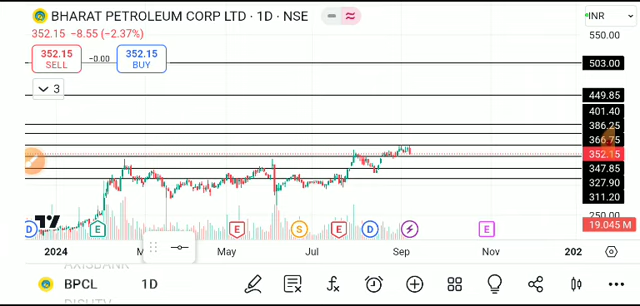 BHARAT PETROLEUM CORP LTD · 1D · NSE
INR
352.15 −8.55 (−2.37%)
550.00
352.15
SELL
−0.00
352.15
BUY
503.00
3
449.85
401.40
386.25
366.75
352.15
347.85
327.90
311.20
250.00
19.045 M
D
E
E
S
E
D
E
2024
May
Jul
Sep
Nov
202
AXISBANK
BPCL 1D